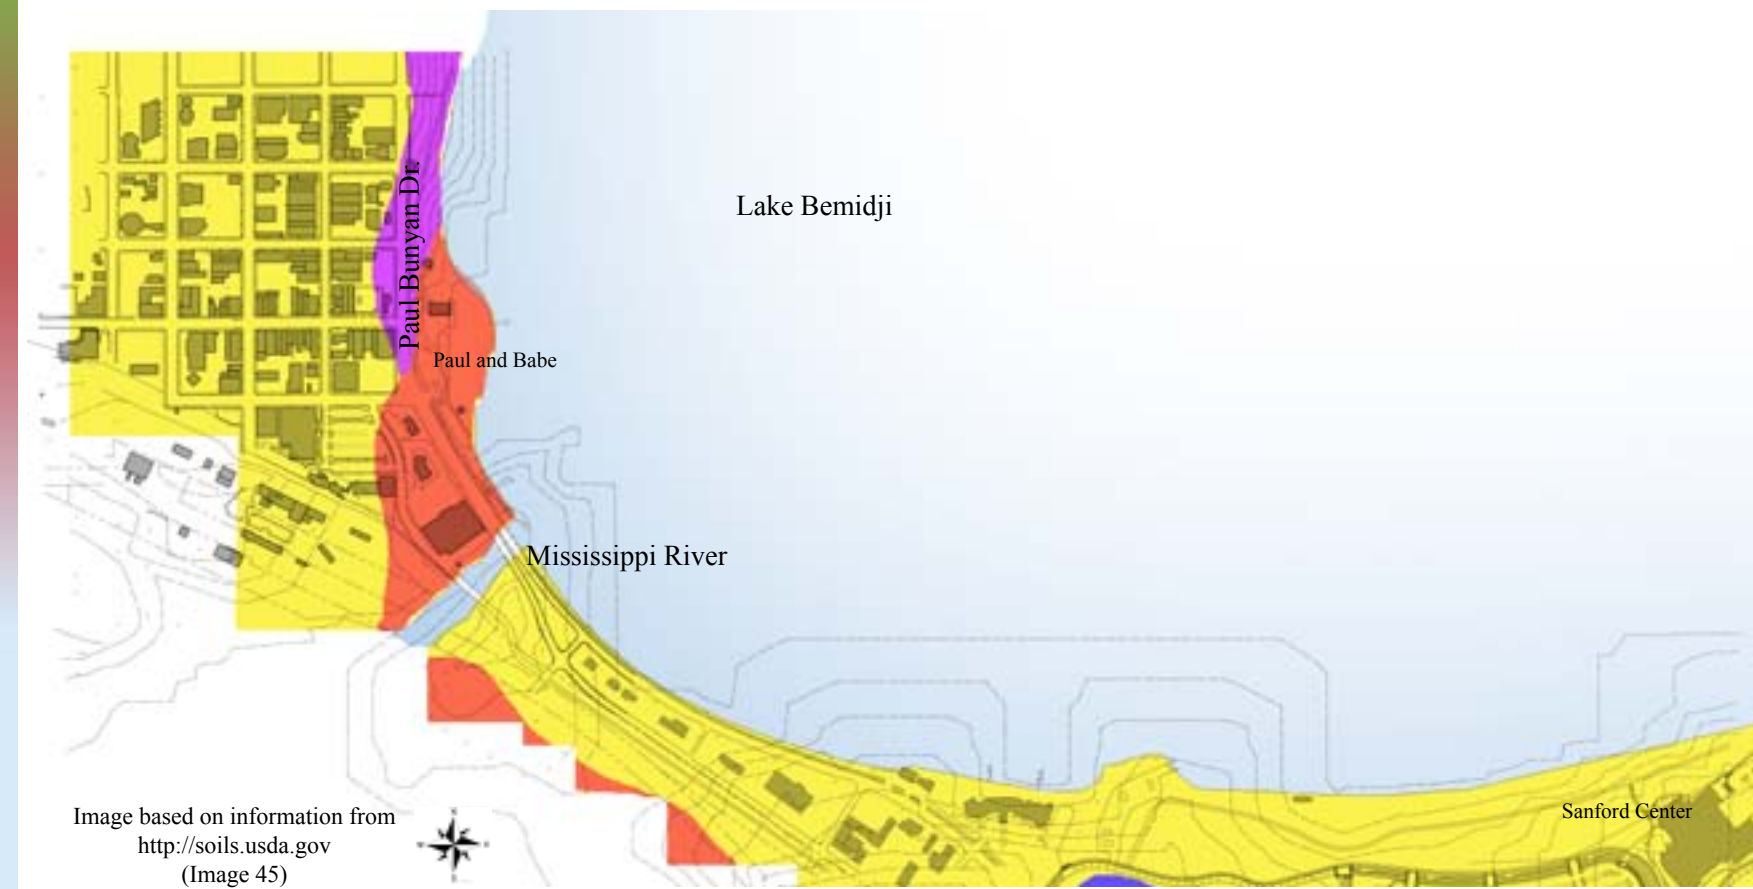 Lake Bemidji
Paul Bunyan Dr.
Paul and Babe
Mississippi River
Sanford Center
Image based on information from
http://soils.usda.gov
(Image 45)